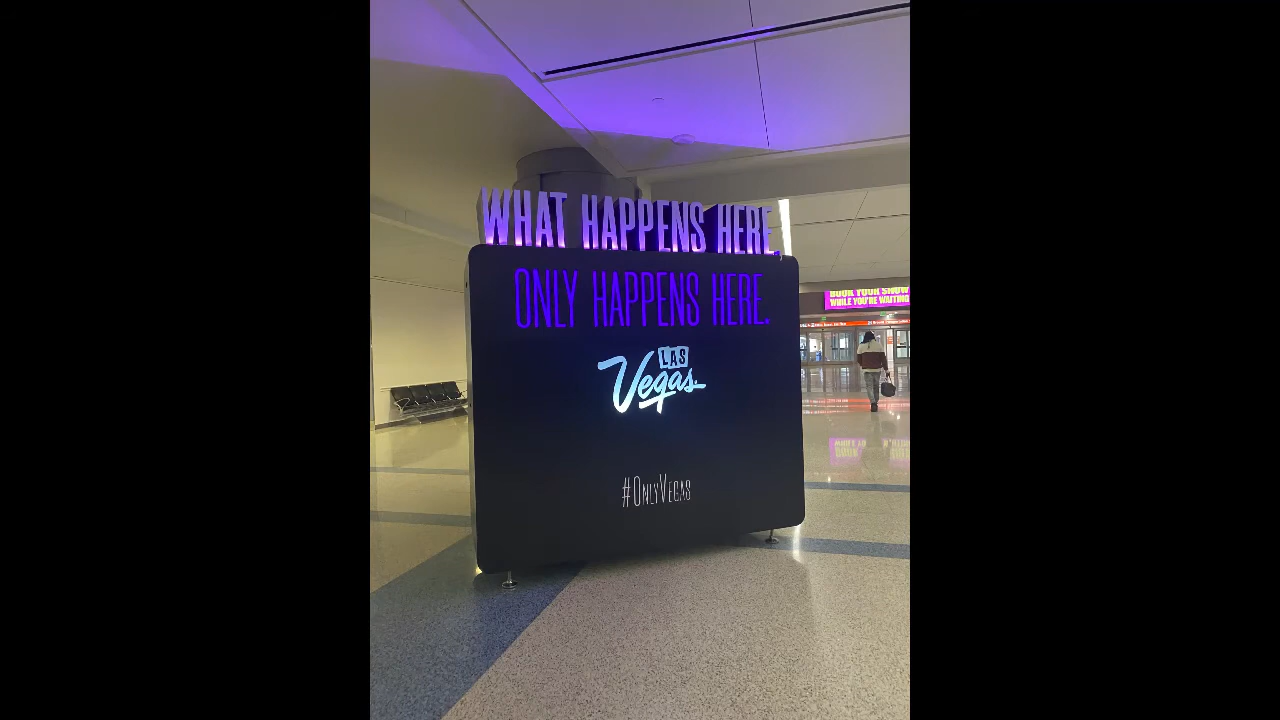 WHAT HAPPENS HERE,
ONLY HAPPENS HERE.
LAS
Vegas
#ONLYVEGAS
BOOK YOUR SHOW
WHILE YOU'RE WAITING